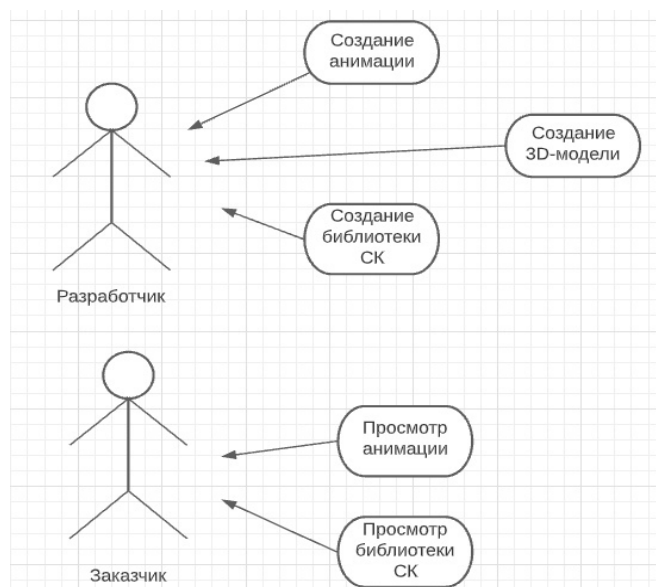 Создание
анимации
Создание
3D-модели
Создание
библиотеки
СК
Разработчик
Просмотр
анимации
Просмотр
библиотеки
СК
Заказчик